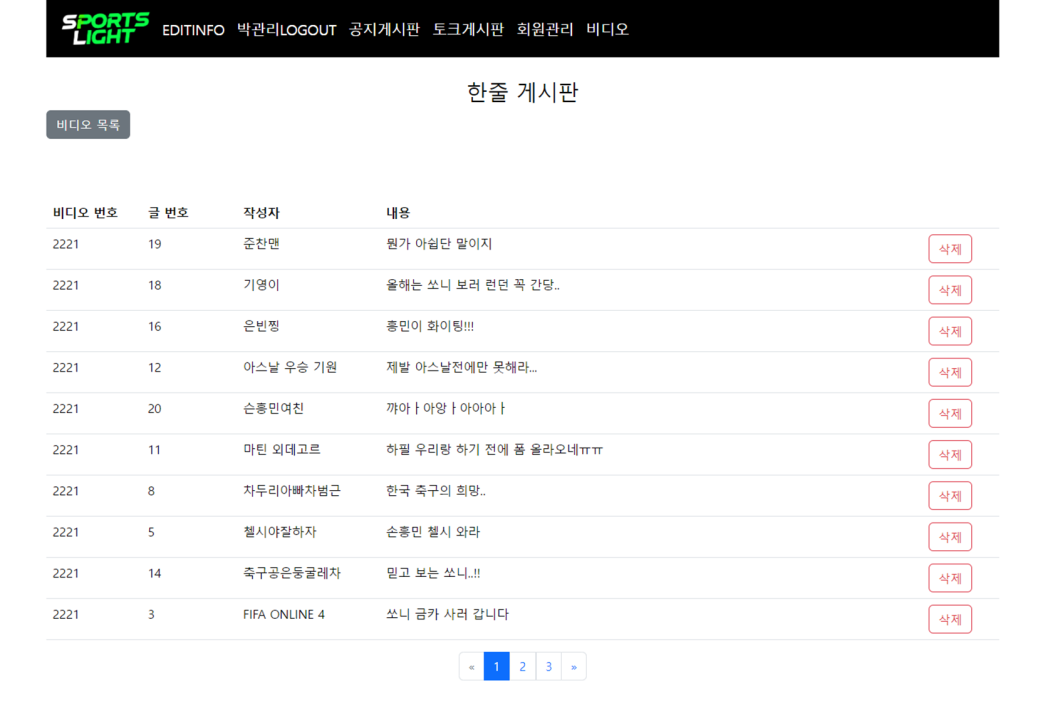 SPORTS
LIGHT
EDITINFO 박관리LOGOUT 공지게시판 토크게시판 회원관리 비디오
한줄 게시판
비디오 목록
비디오 번호 글 번호 작성자 내용
2221 19 준찬맨 뭔가 아쉽단 말이지 삭제
2221 18 기영이 올해는 쏘니 보러 런던 꼭 간당.. 삭제
2221 16 은빈찡 흥민이 화이팅!!! 삭제
2221 12 아스날 우승 기원 제발 아스날전에만 못해라... 삭제
2221 20 슨흥민여친 꺄아ㅏ아앙ㅏ아아아ㅏ 삭제
2221 11 마틴 외데고르 하필 우리랑 하기 전에 폼 올라오네ㅠㅠ 삭제
2221 8 차두리아빠차범근 한국 축구의 희망.. 삭제
2221 5 첼시야잘하자 손흥민 첼시 와라 삭제
2221 14 축구공은둥굴레차 믿고 보는 쏘니..!! 삭제
2221 3 FIFA ONLINE 4 쏘니 금카 사러 갑니다 삭제
« 1 2 3 »